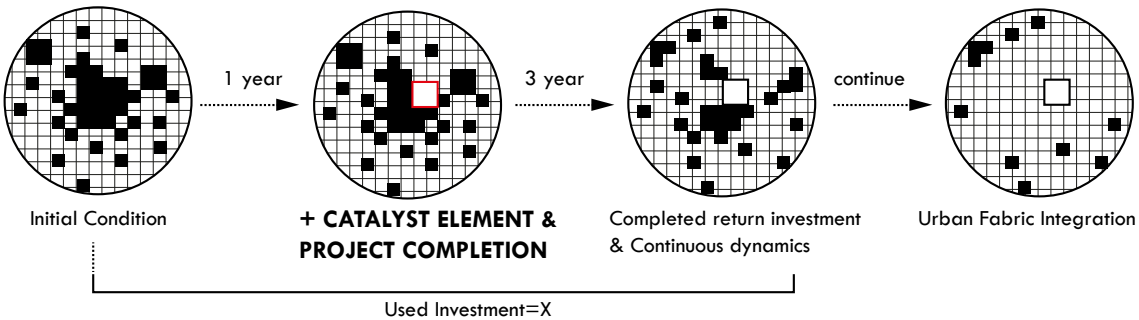 1 year
3 year
continue
Initial Condition
+ CATALYST ELEMENT &
PROJECT COMPLETION
Completed return investment
& Continuous dynamics
Urban Fabric Integration
Used Investment=X